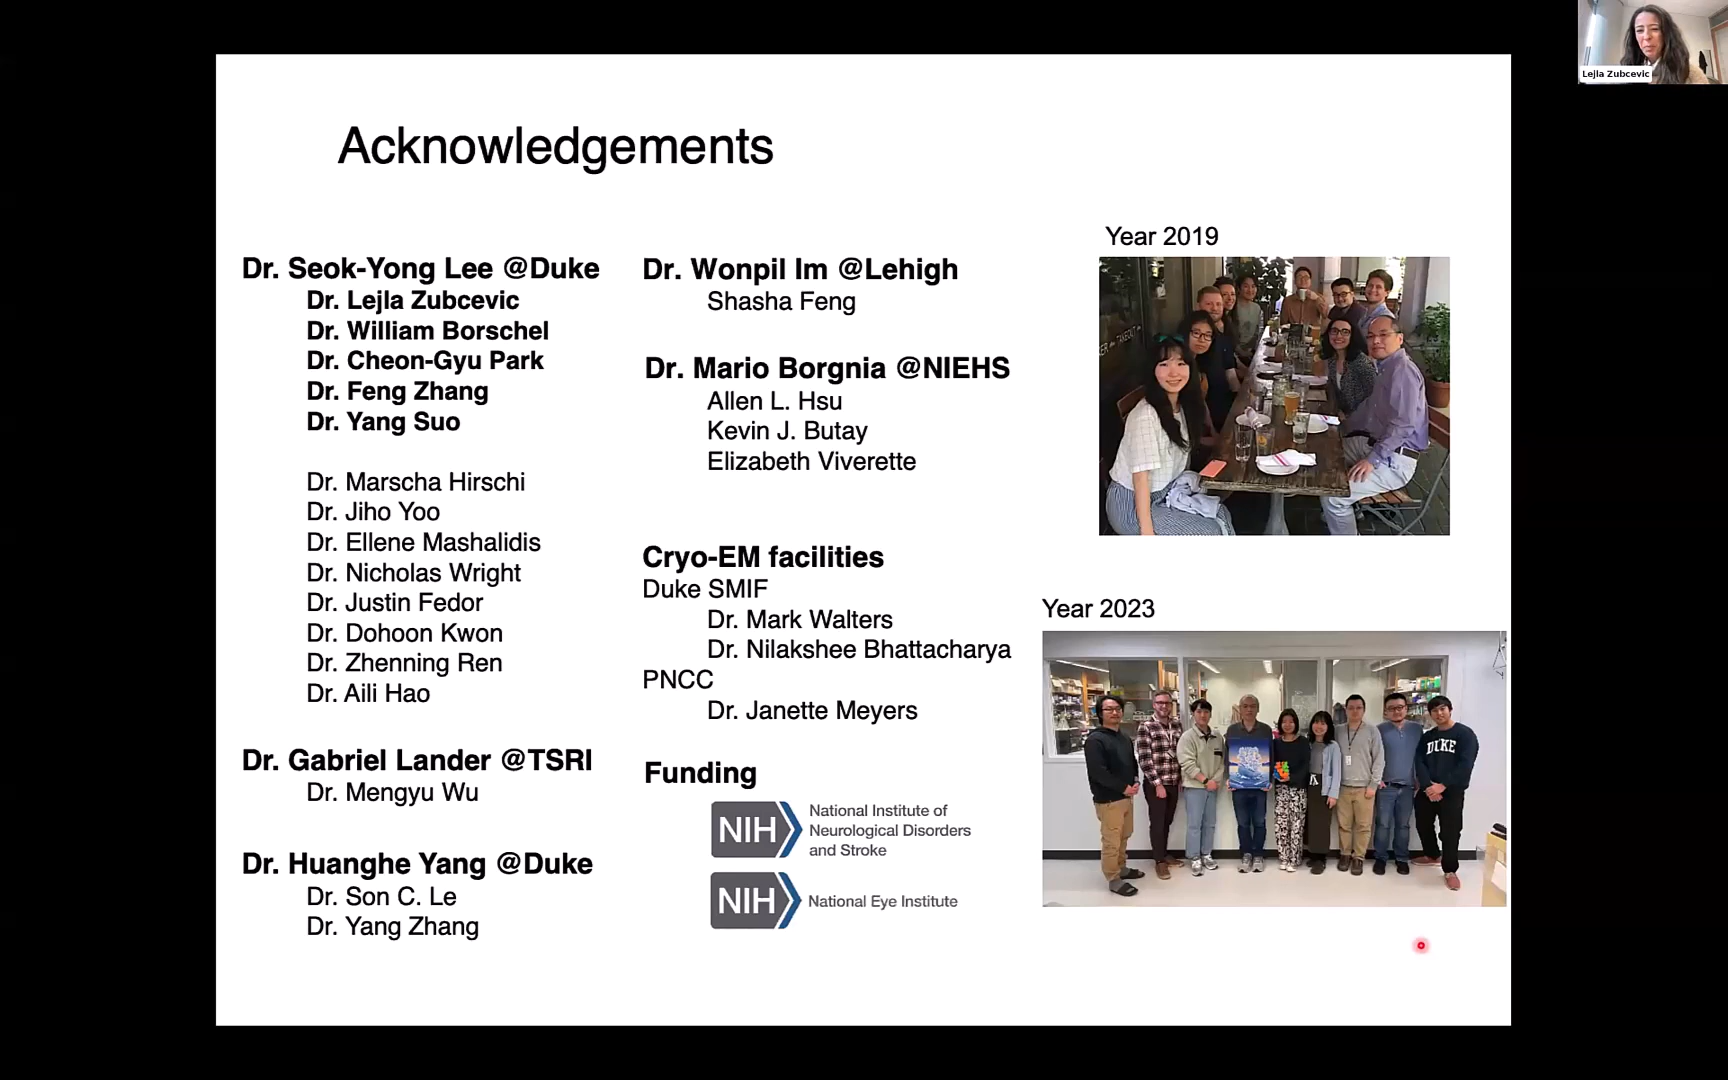 Lejla Zubcevic
Acknowledgements
Dr. Seok-Yong Lee @Duke
Dr. Lejla Zubcevic
Dr. William Borschel
Dr. Cheon-Gyu Park
Dr. Feng Zhang
Dr. Yang Suo
Dr. Marscha Hirschi
Dr. Jiho Yoo
Dr. Ellene Mashalidis
Dr. Nicholas Wright
Dr. Justin Fedor
Dr. Dohoon Kwon
Dr. Zhenning Ren
Dr. Aili Hao
Dr. Gabriel Lander @TSRI
Dr. Mengyu Wu
Dr. Huanghe Yang @Duke
Dr. Son C. Le
Dr. Yang Zhang
Dr. Wonpil Im @Lehigh
Shasha Feng
Dr. Mario Borgnia @NIEHS
Allen L. Hsu
Kevin J. Butay
Elizabeth Viverette
Cryo-EM facilities
Duke SMIF
Dr. Mark Walters
Dr. Nilakshee Bhattacharya
PNCC
Dr. Janette Meyers
Funding
NIH
National Institute of
Neurological Disorders
and Stroke
NIH
National Eye Institute
Year 2019
Year 2023
DUKE